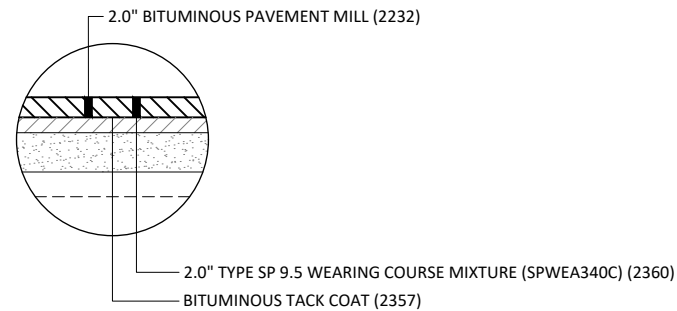 2.0" BITUMINOUS PAVEMENT MILL (2232)
2.0" TYPE SP 9.5 WEARING COURSE MIXTURE (SPWEA340C) (2360)
BITUMINOUS TACK COAT (2357)